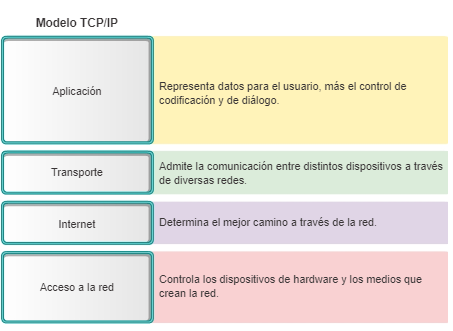 Modelo TCP/IP
Aplicación
Representa datos para el usuario, más el control de
codificación y de diálogo.
Transporte
Admite la comunicación entre distintos dispositivos a través
de diversas redes.
Internet
Determina el mejor camino a través de la red.
Acceso a la red
Controla los dispositivos de hardware y los medios que
crean la red.